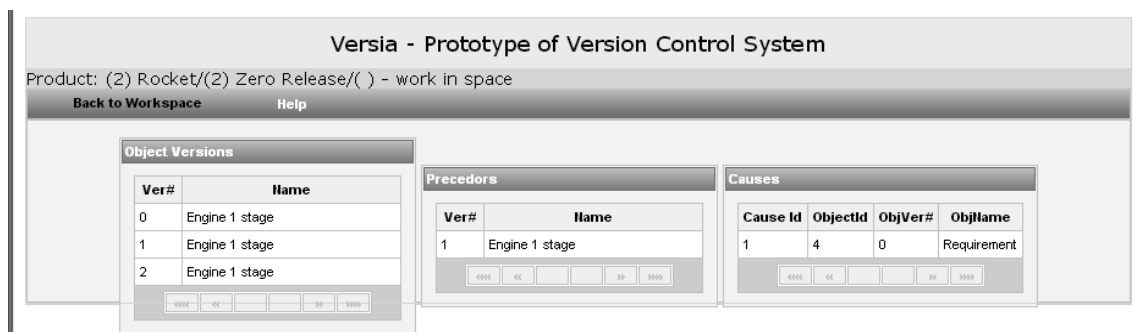 Versia - Prototype of Version Control System
Product: (2) Rocket/(2) Zero Release/( ) - work in space
Back to Workspace Help
Object Versions
Ver# Name
0 Engine 1 stage
1 Engine 1 stage
2 Engine 1 stage
«« « » »»
Precedors
Ver# Name
1 Engine 1 stage
«« « » »»
Causes
Cause Id ObjectId ObjVer# ObjName
1 4 0 Requirement
«« « » »»